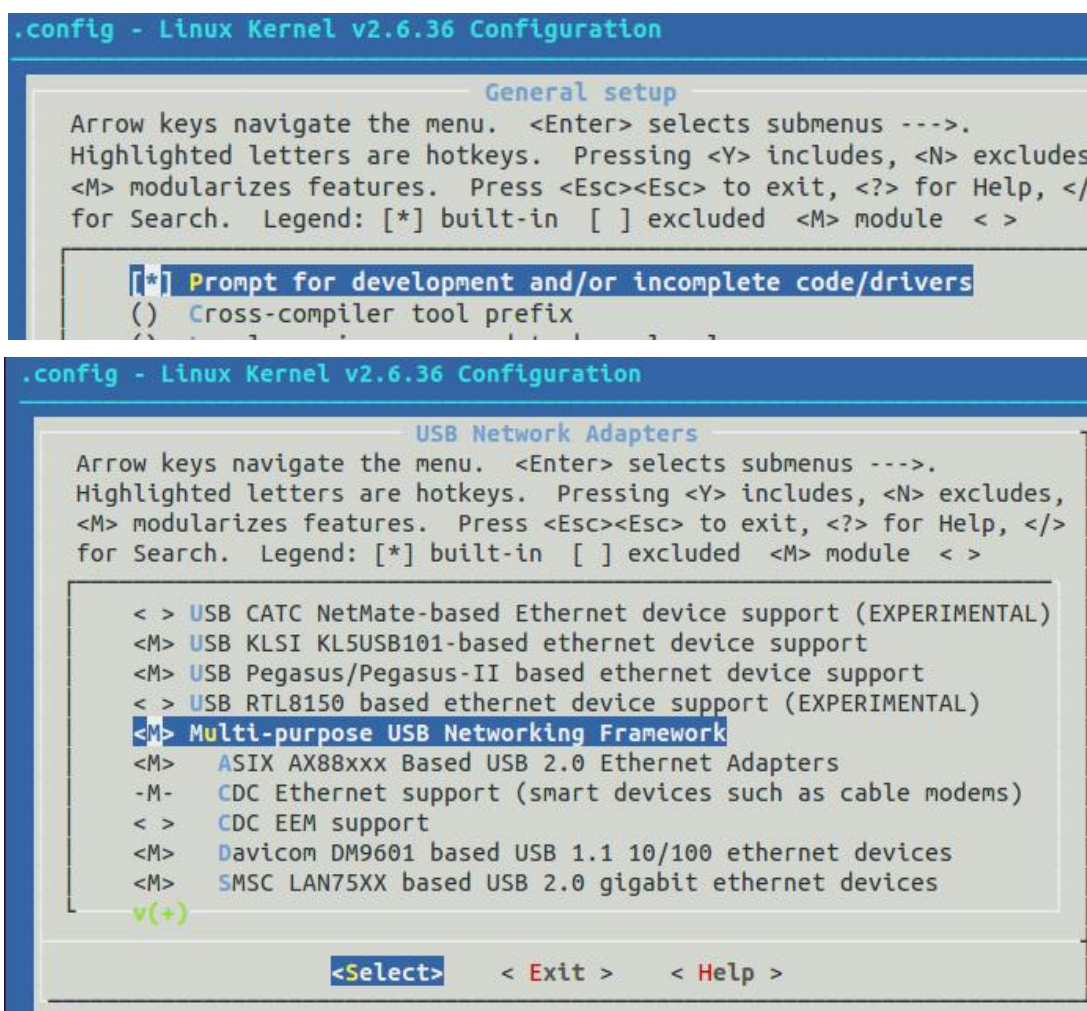 .config - Linux Kernel v2.6.36 Configuration
General setup
Arrow keys navigate the menu. <Enter> selects submenus --->.
Highlighted letters are hotkeys. Pressing <Y> includes, <N> excludes
<M> modularizes features. Press <Esc><Esc> to exit, <?> for Help, </
for Search. Legend: [*] built-in [ ] excluded <M> module < >
[*] Prompt for development and/or incomplete code/drivers
() Cross-compiler tool prefix
.config - Linux Kernel v2.6.36 Configuration
USB Network Adapters
Arrow keys navigate the menu. <Enter> selects submenus --->.
Highlighted letters are hotkeys. Pressing <Y> includes, <N> excludes,
<M> modularizes features. Press <Esc><Esc> to exit, <?> for Help, </>
for Search. Legend: [*] built-in [ ] excluded <M> module < >
< > USB CATC NetMate-based Ethernet device support (EXPERIMENTAL)
<M> USB KLSI KL5USB101-based ethernet device support
<M> USB Pegasus/Pegasus-II based ethernet device support
< > USB RTL8150 based ethernet device support (EXPERIMENTAL)
<M> Multi-purpose USB Networking Framework
<M> ASIX AX88xxx Based USB 2.0 Ethernet Adapters
-M- CDC Ethernet support (smart devices such as cable modems)
< > CDC EEM support
<M> Davicom DM9601 based USB 1.1 10/100 ethernet devices
<M> SMSC LAN75XX based USB 2.0 gigabit ethernet devices
v(+)
<Select> < Exit > < Help >